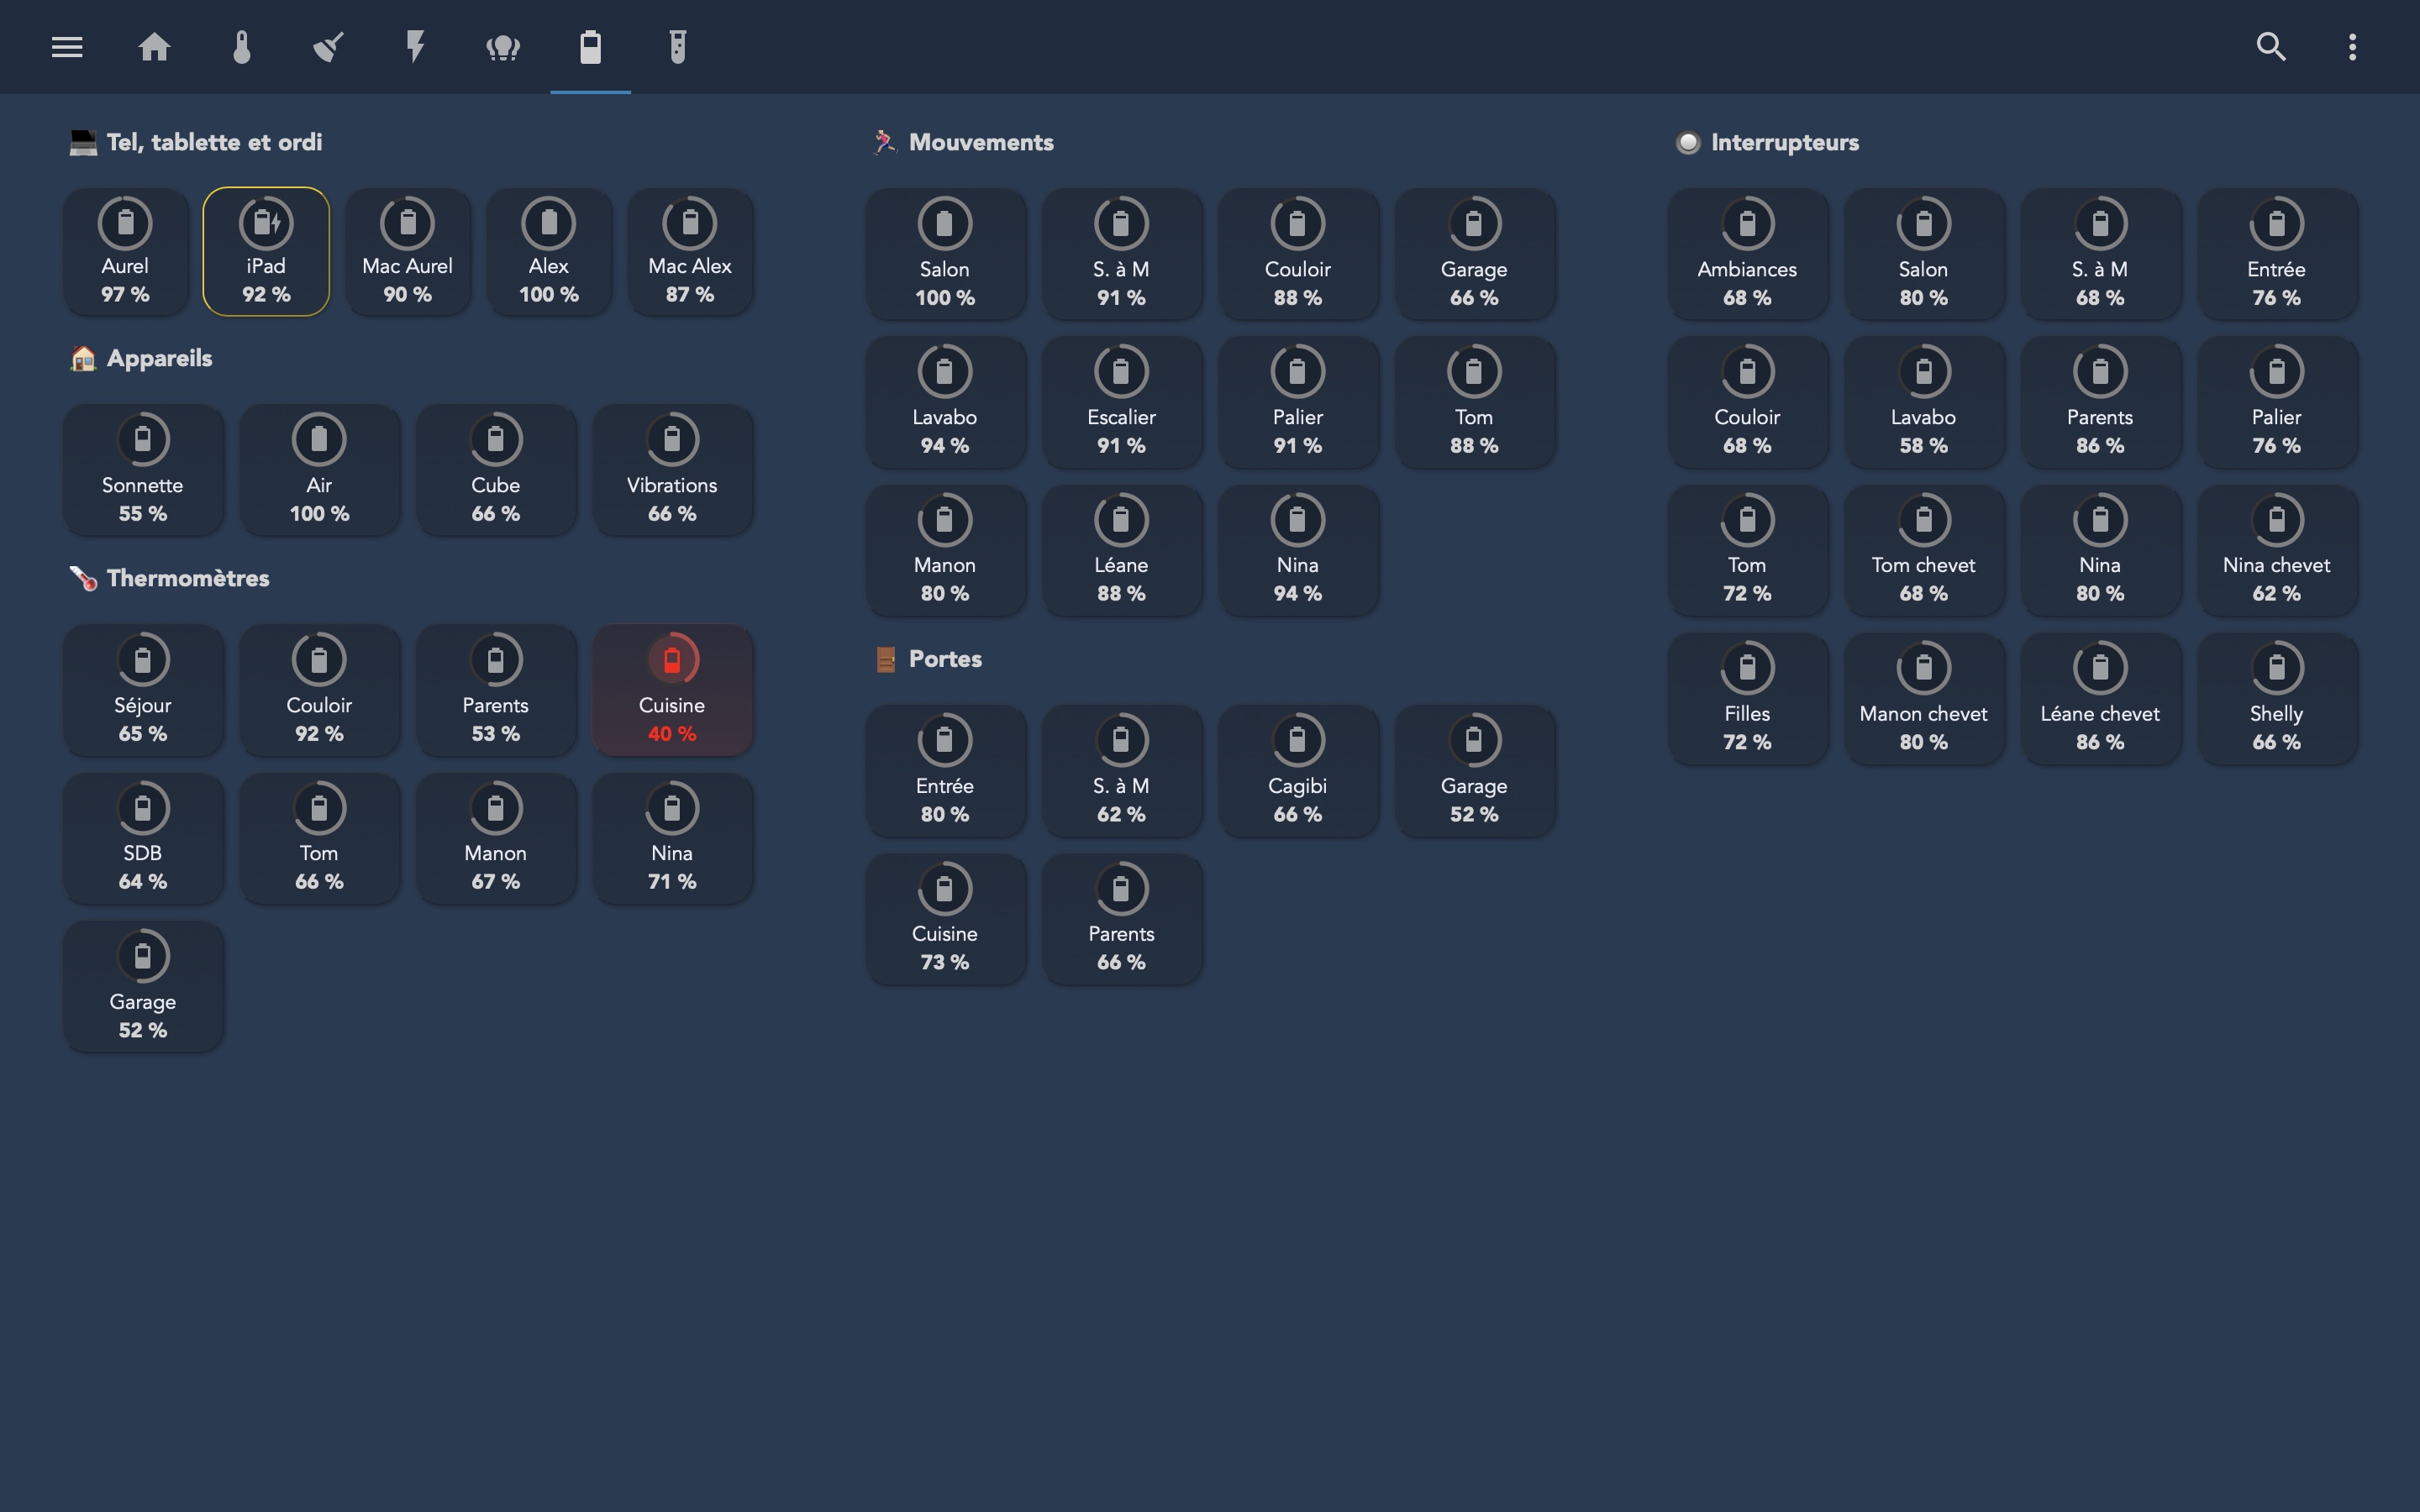 Tel, tablette et ordi
Aurel
97 %
iPad
92 %
Mac Aurel
90 %
Alex
100 %
Mac Alex
87 %
Appareils
Sonnette
55 %
Air
100 %
Cube
66 %
Vibrations
66 %
Thermomètres
Séjour
65 %
Couloir
92 %
Parents
53 %
Cuisine
40 %
SDB
64 %
Tom
66 %
Manon
67 %
Nina
71 %
Garage
52 %
Mouvements
Salon
100 %
S. à M
91 %
Couloir
88 %
Garage
66 %
Lavabo
94 %
Escalier
91 %
Palier
91 %
Tom
88 %
Manon
80 %
Léane
88 %
Nina
94 %
Portes
Entrée
80 %
S. à M
62 %
Cagibi
66 %
Garage
52 %
Cuisine
73 %
Parents
66 %
Interrupteurs
Ambiances
68 %
Salon
80 %
S. à M
68 %
Entrée
76 %
Couloir
68 %
Lavabo
58 %
Parents
86 %
Palier
76 %
Tom
72 %
Tom chevet
68 %
Nina
80 %
Nina chevet
62 %
Filles
72 %
Manon chevet
80 %
Léane chevet
86 %
Shelly
66 %